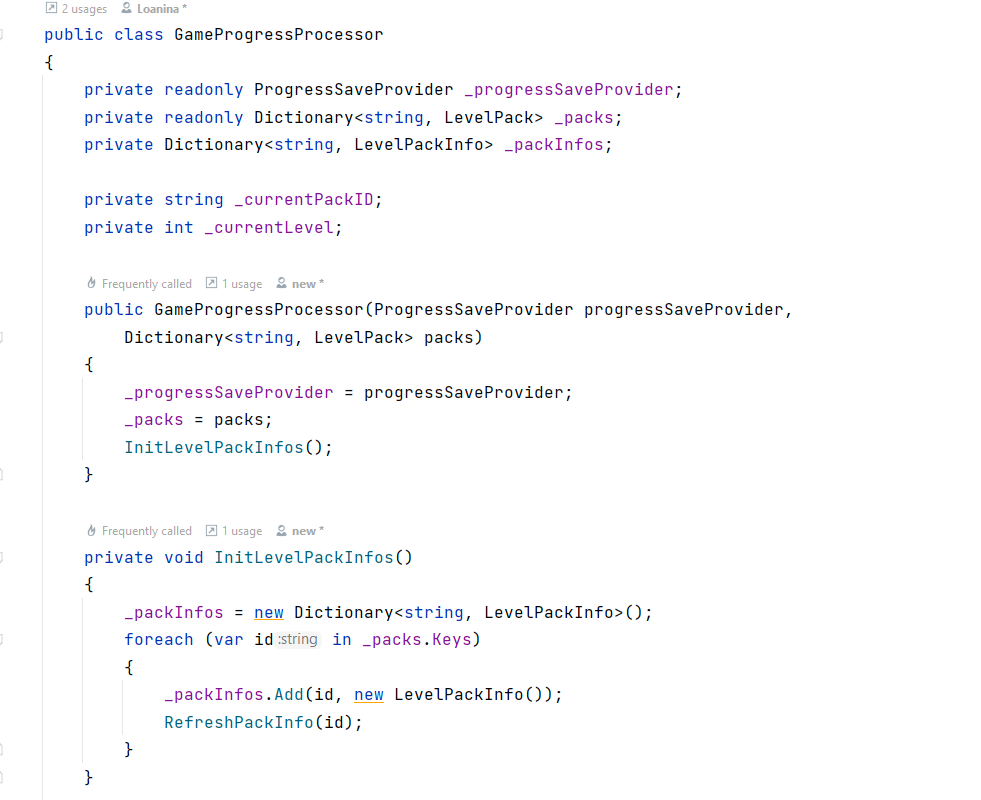 2 usages Loanina *
public class GameProgressProcessor
{
private readonly ProgressSaveProvider _progressSaveProvider;
private readonly Dictionary<string, LevelPack> _packs;
private Dictionary<string, LevelPackInfo> _packInfos;
private string _currentPackID;
private int _currentLevel;
Frequently called 1 usage new *
public GameProgressProcessor(ProgressSaveProvider progressSaveProvider,
Dictionary<string, LevelPack> packs)
{
_progressSaveProvider = progressSaveProvider;
_packs = packs;
InitLevelPackInfos();
}
Frequently called 1 usage new *
private void InitLevelPackInfos()
{
_packInfos = new Dictionary<string, LevelPackInfo>();
foreach (var id :string in _packs.Keys)
{
_packInfos.Add(id, new LevelPackInfo());
RefreshPackInfo(id);
}
}